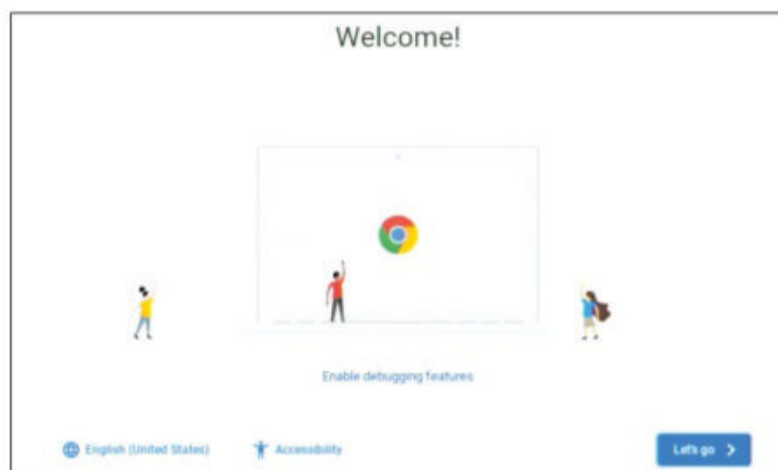 Welcome!
Enable debugging features
English (United States)
Accessibility
Let's go